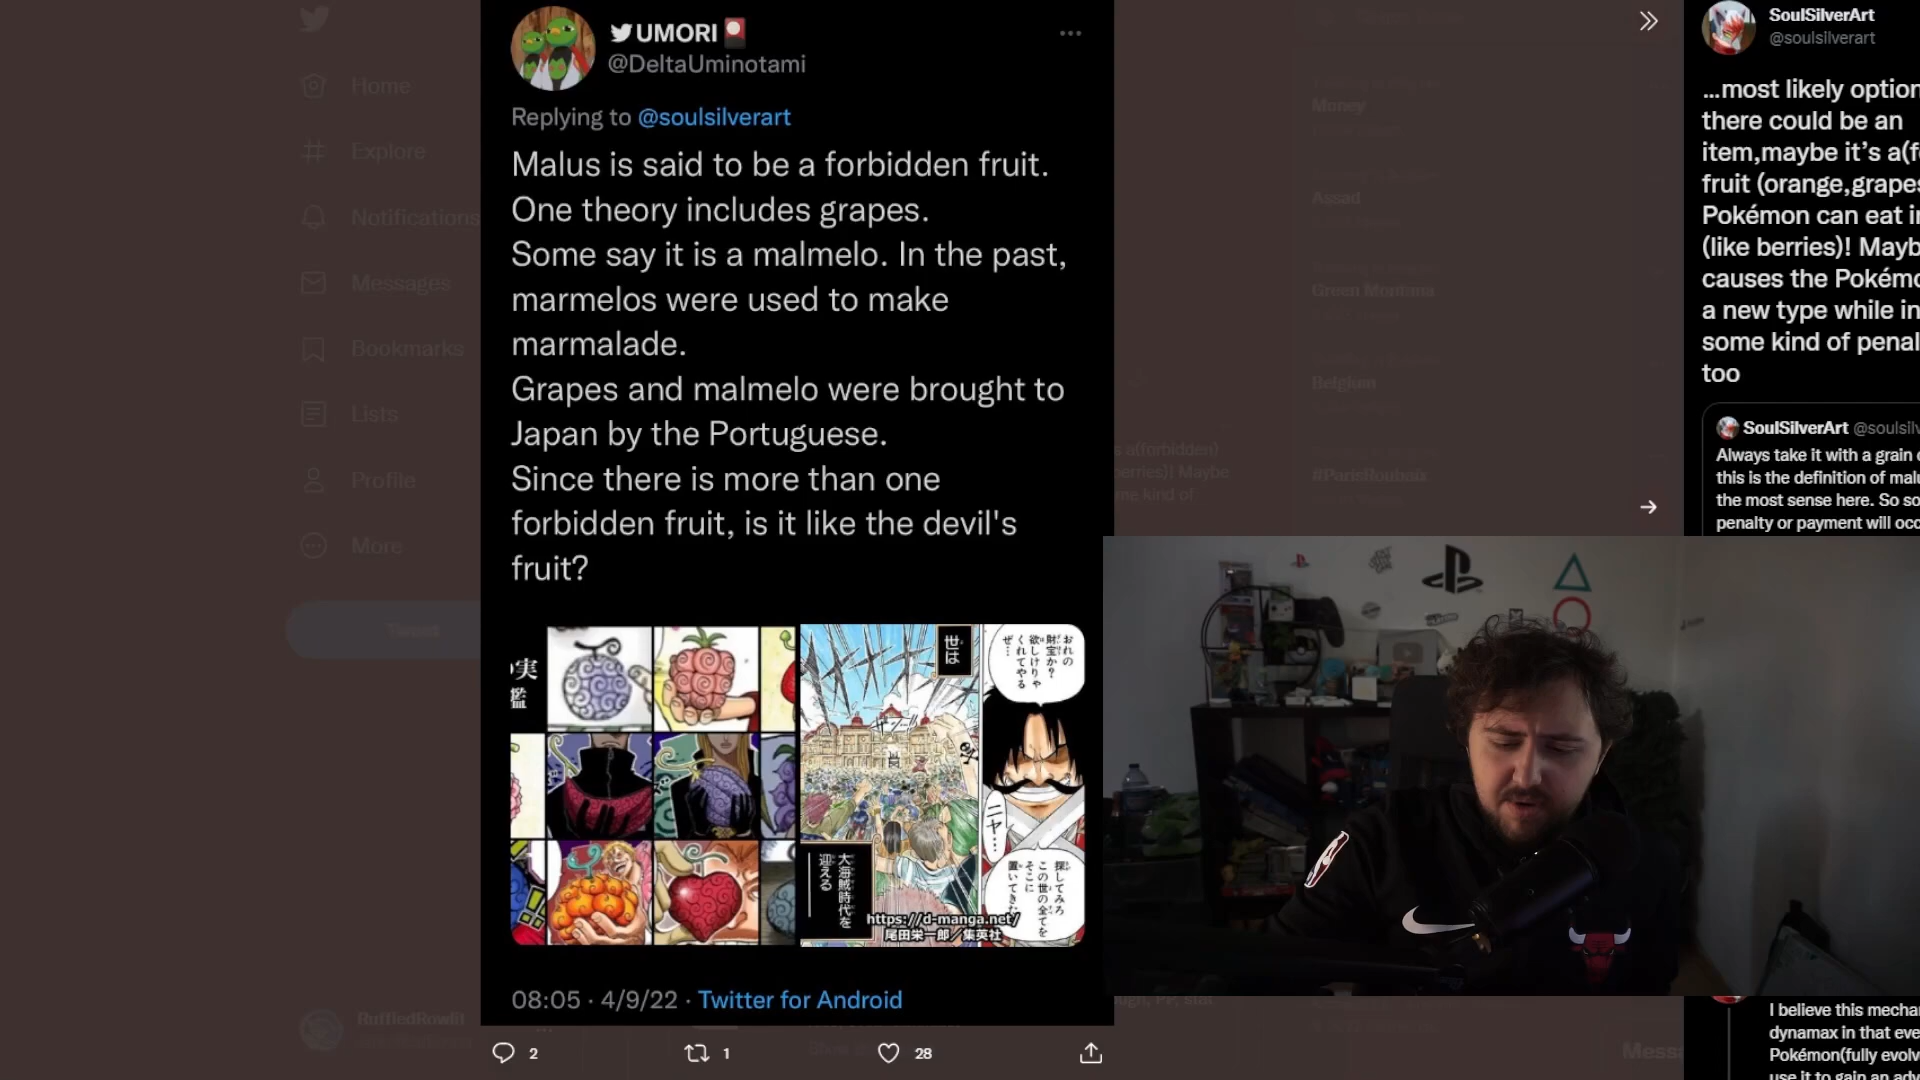 UMORI
@DeltaUminotami
Replying to @soulsilverart
Malus is said to be a forbidden fruit.
One theory includes grapes.
Some say it is a malmelo. In the past,
marmelos were used to make
marmalade.
Grapes and malmelo were brought to
Japan by the Portuguese.
Since there is more than one
forbidden fruit, is it like the devil's
fruit?
実
鑑
世は
おれの
財宝か?
欲しけりゃ
くれてやる
ぜ…
ニヤ…
探してみろ
この世の全てを
そこに
置いてきた
大海賊時代を
迎える
https://d-manga.net/
尾田栄一郎／集英社
08:05 · 4/9/22 · Twitter for Android
2
1
28
Home
Explore
Notifications
Messages
Bookmarks
Lists
Profile
More
Tweet
RuffledRowlit
Money
Assad
Green Montana
Belgium
#ParisRoubaix
s a(forbidden)
berries)! Maybe
me kind of
SoulSilverArt
@soulsilverart
...most likely option
there could be an
item,maybe it's a(f
fruit (orange,grapes
Pokémon can eat i
(like berries)! Mayb
causes the Pokémo
a new type while in
some kind of penal
too
SoulSilverArt @soulsilv
Always take it with a grain
this is the definition of malu
the most sense here. So so
penalty or payment will occ
I believe this mecha
dynamax in that eve
Pokémon(fully evolv
use it to gain an adv
Mess